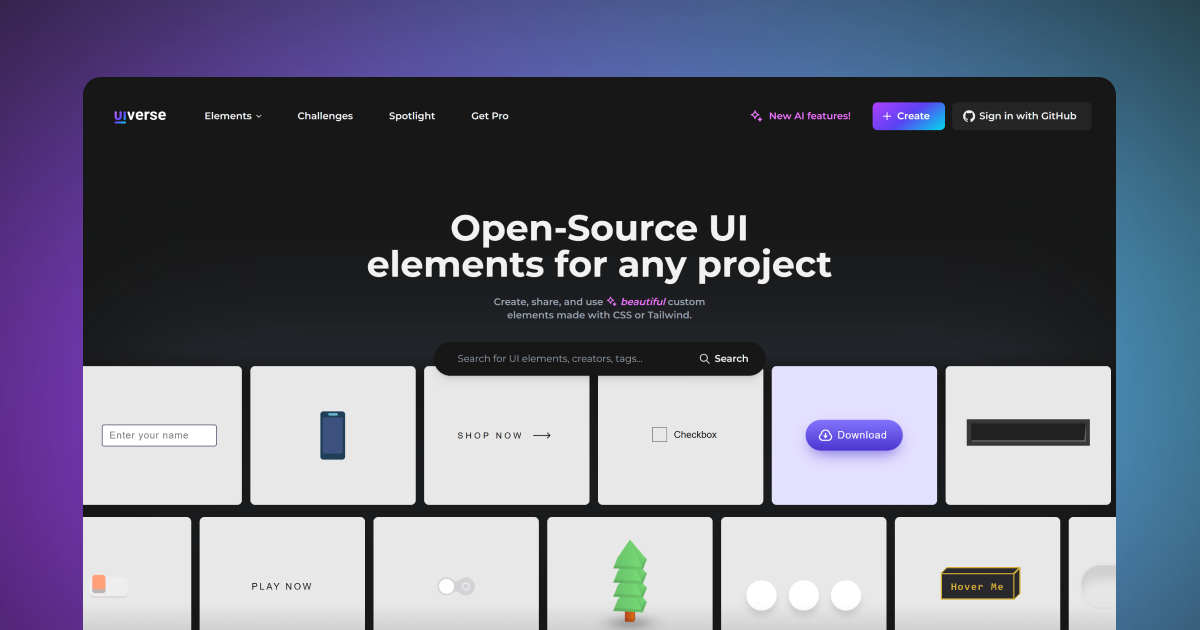 uiverse
Elements
Challenges
Spotlight
Get Pro
New AI features!
+ Create
Sign in with GitHub
Open-Source UI
elements for any project
Create, share, and use beautiful custom
elements made with CSS or Tailwind.
Search for UI elements, creators, tags...
Search
Enter your name
SHOP NOW
Checkbox
Download
PLAY NOW
Hover Me